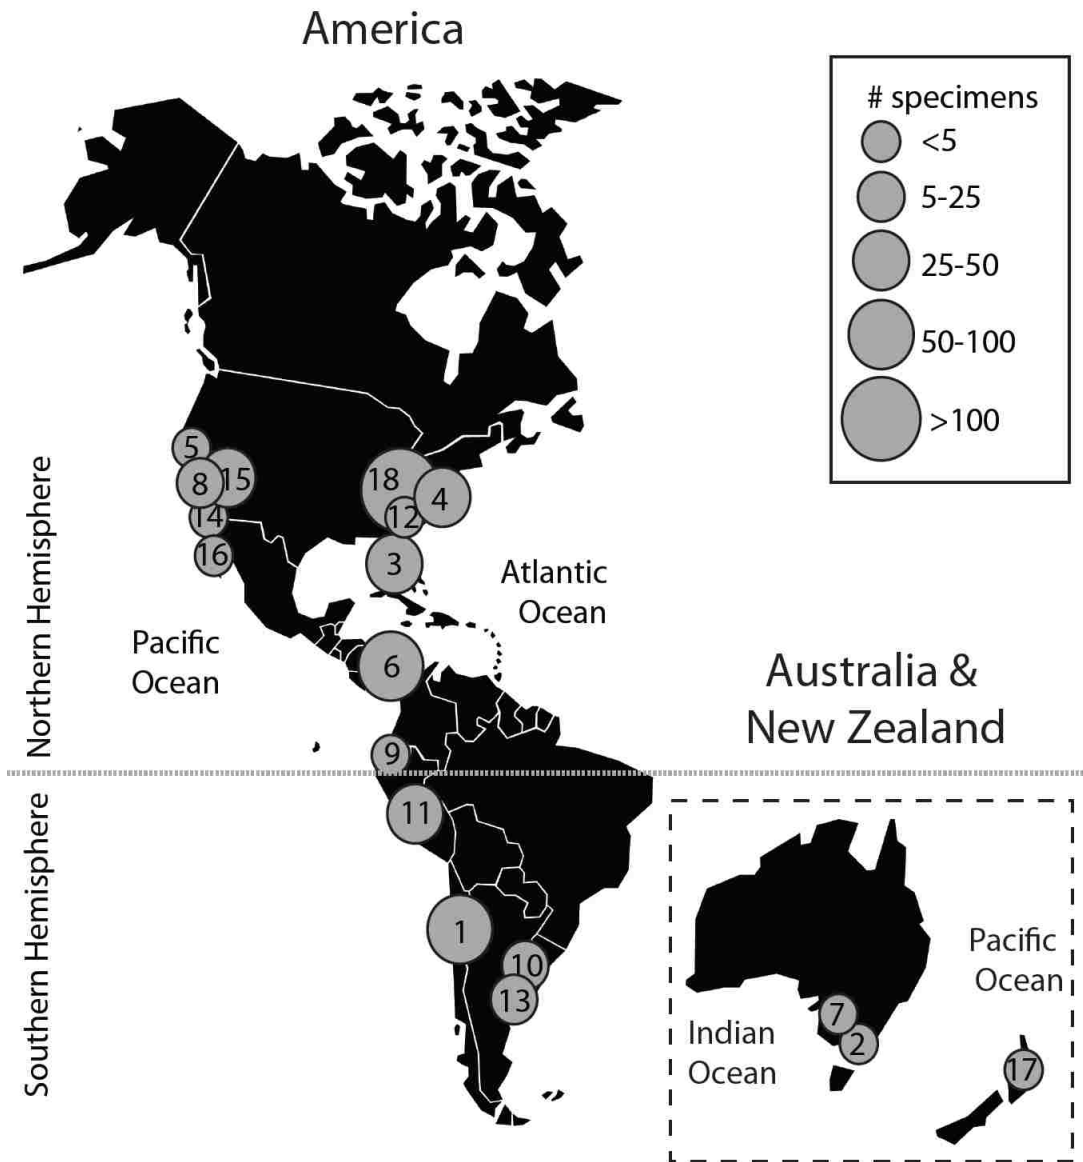 America
# specimens
<5
5-25
25-50
50-100
>100
Northern Hemisphere
5
15
8
14
16
18
4
12
3
Atlantic
Ocean
Pacific
Ocean
6
9
Australia &
New Zealand
Southern Hemisphere
11
1
10
13
Pacific
Ocean
7
2
Indian
Ocean
17